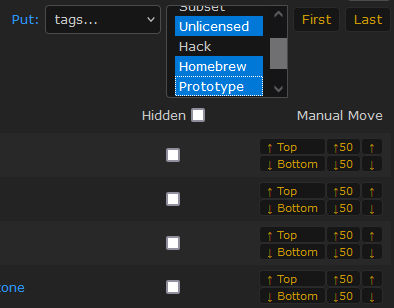 Subset
Put: tags... Unlicensed First Last
Hack
Homebrew
Prototype
Hidden Manual Move
↑ Top ↑50 ↑
↓ Bottom ↓50 ↓
↑ Top ↑50 ↑
↓ Bottom ↓50 ↓
↑ Top ↑50 ↑
↓ Bottom ↓50 ↓
tone ↑ Top ↑50 ↑
↓ Bottom ↓50 ↓